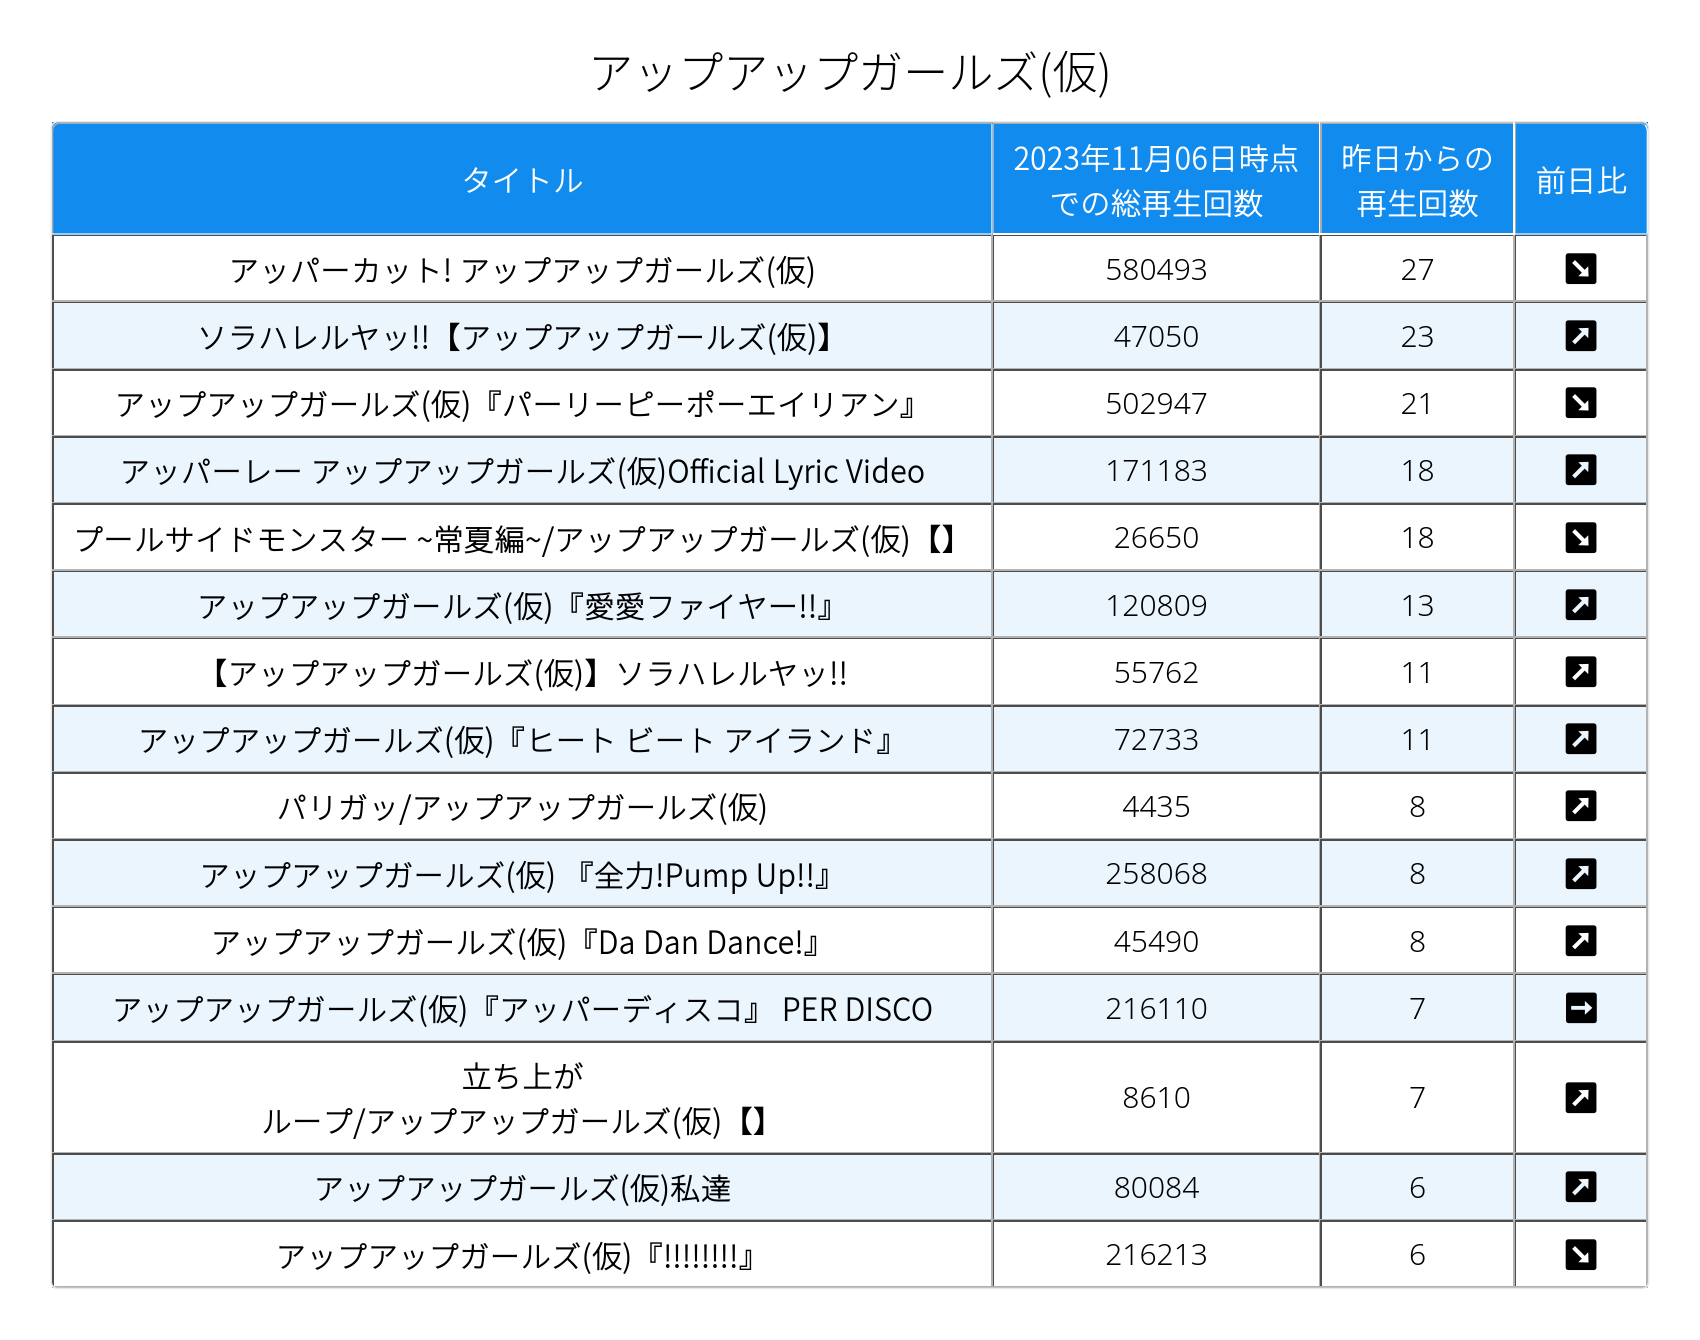 アップアップガールズ(仮)
タイトル
2023年11月06日時点
での総再生回数
昨日からの
再生回数
前日比
アッパーカット! アップアップガールズ(仮) 580493 27
ソラハレルヤッ!!【アップアップガールズ(仮)】 47050 23
アップアップガールズ(仮)『パーリーピーポーエイリアン』 502947 21
アッパーレー アップアップガールズ(仮)Official Lyric Video 171183 18
プールサイドモンスター ~常夏編~/アップアップガールズ(仮)【】 26650 18
アップアップガールズ(仮)『愛愛ファイヤー!!』 120809 13
【アップアップガールズ(仮)】ソラハレルヤッ!! 55762 11
アップアップガールズ(仮)『ヒート ビート アイランド』 72733 11
パリガッ/アップアップガールズ(仮) 4435 8
アップアップガールズ(仮) 『全力!Pump Up!!』 258068 8
アップアップガールズ(仮)『Da Dan Dance!』 45490 8
アップアップガールズ(仮)『アッパーディスコ』 PER DISCO 216110 7
立ち上が
ループ/アップアップガールズ(仮)【】 8610 7
アップアップガールズ(仮)私達 80084 6
アップアップガールズ(仮)『!!!!!!!!』 216213 6